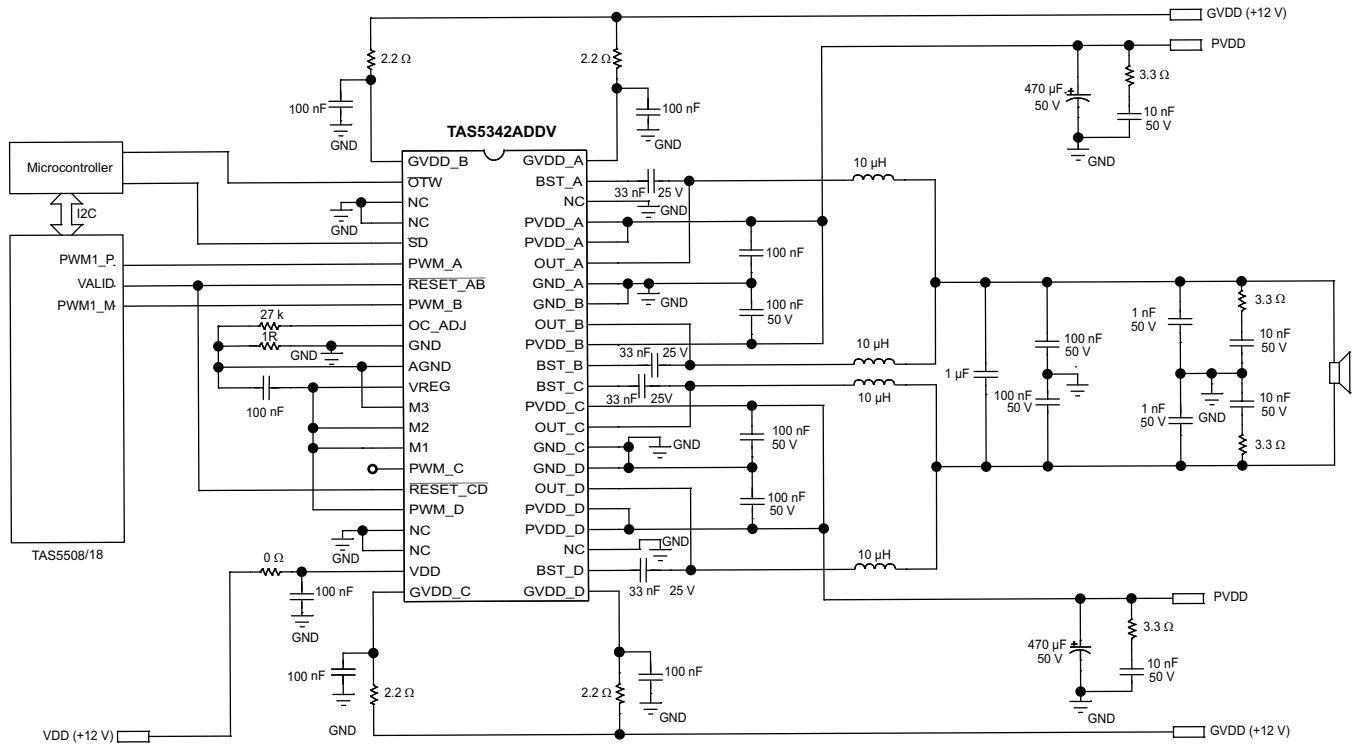 GVDD (+12 V)
PVDD
2.2 Ω
2.2 Ω
3.3 Ω
470 µF
50 V
10 nF
50 V
100 nF
GND
100 nF
GND
GND
TAS5342ADDV
Microcontroller
I2C
PWM1_P
VALID
PWM1_M
TAS5508/18
GVDD_B
OTW
NC
NC
SD
PWM_A
RESET_AB
PWM_B
OC_ADJ
GND
AGND
VREG
M3
M2
M1
PWM_C
RESET_CD
PWM_D
NC
NC
VDD
GVDD_C
GVDD_A
BST_A
NC
PVDD_A
PVDD_A
OUT_A
GND_A
GND_B
OUT_B
PVDD_B
BST_B
BST_C
PVDD_C
OUT_C
GND_C
GND_D
OUT_D
PVDD_D
PVDD_D
NC
BST_D
GVDD_D
GND
27 k
1R
GND
100 nF
GND
0 Ω
100 nF
GND
33 nF 25 V
GND
100 nF
50 V
GND
100 nF
50 V
33 nF 25 V
33 nF 25V
100 nF
50 V
GND
100 nF
50 V
GND
33 nF 25 V
10 µH
10 µH
10 µH
10 µH
1 µF
100 nF
50 V
100 nF
50 V
1 nF
50 V
GND
1 nF
50 V
3.3 Ω
10 nF
50 V
10 nF
50 V
3.3 Ω
PVDD
3.3 Ω
470 µF
50 V
10 nF
50 V
GND
100 nF
2.2 Ω
GND
2.2 Ω
100 nF
GND
VDD (+12 V)
GVDD (+12 V)